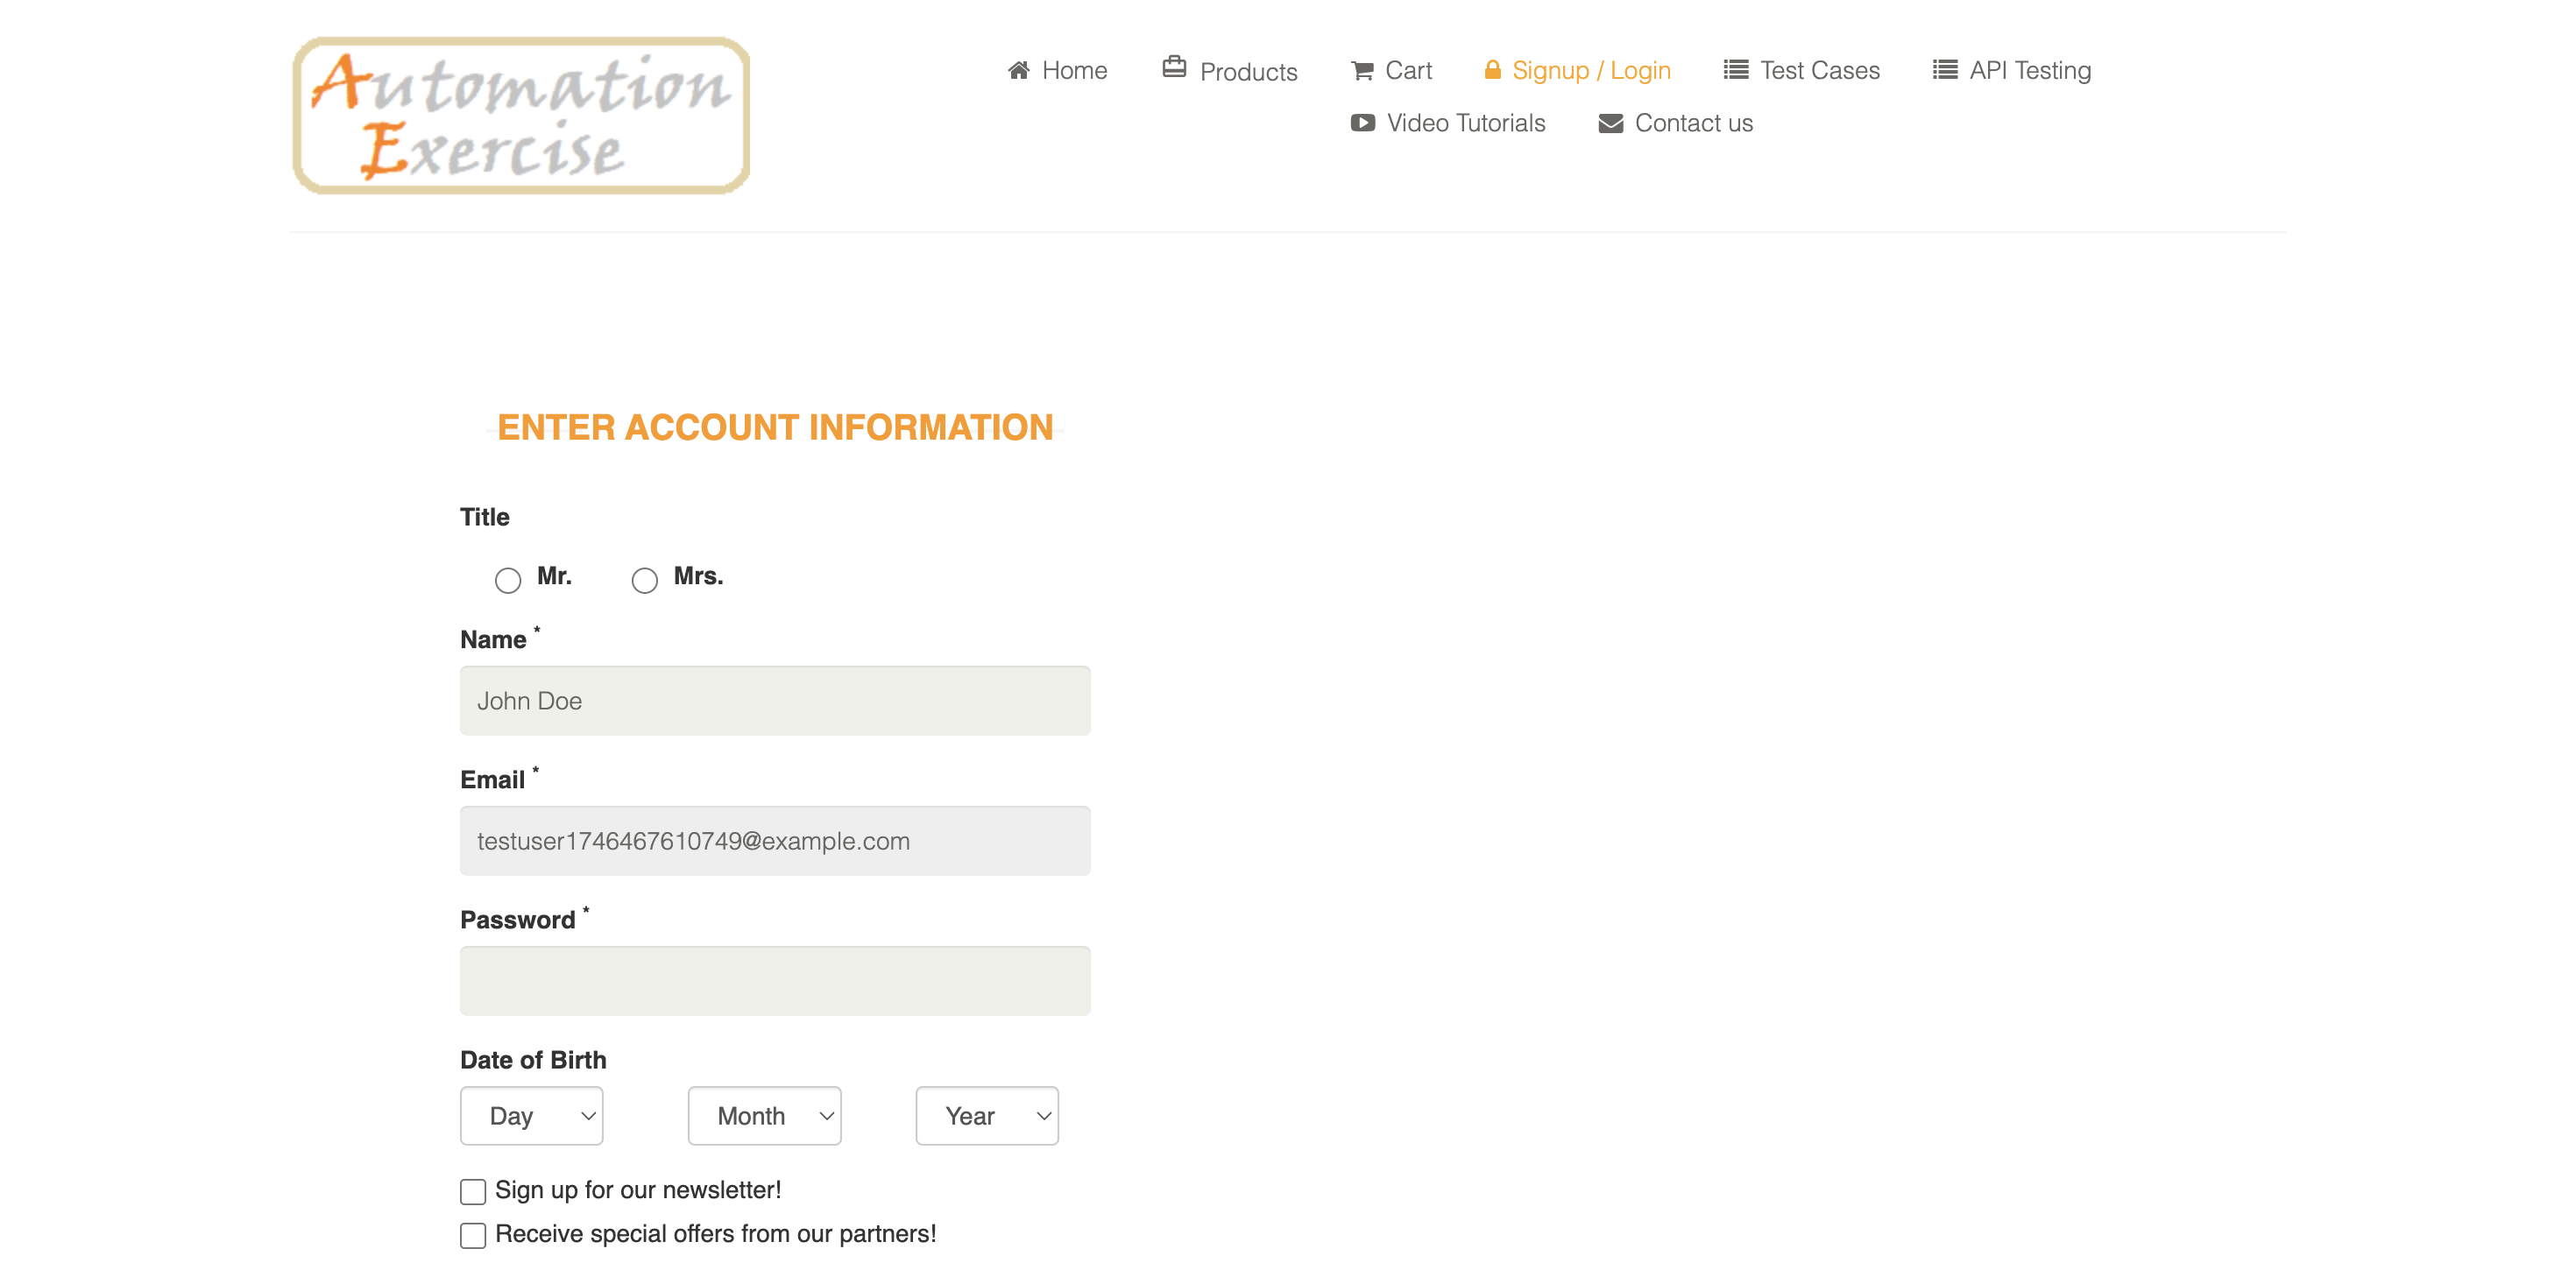 Automation
Exercise
Home Products Cart Signup / Login Test Cases API Testing
Video Tutorials Contact us
ENTER ACCOUNT INFORMATION
Title
Mr. Mrs.
Name *
John Doe
Email *
testuser1746467610749@example.com
Password *
Date of Birth
Day Month Year
Sign up for our newsletter!
Receive special offers from our partners!